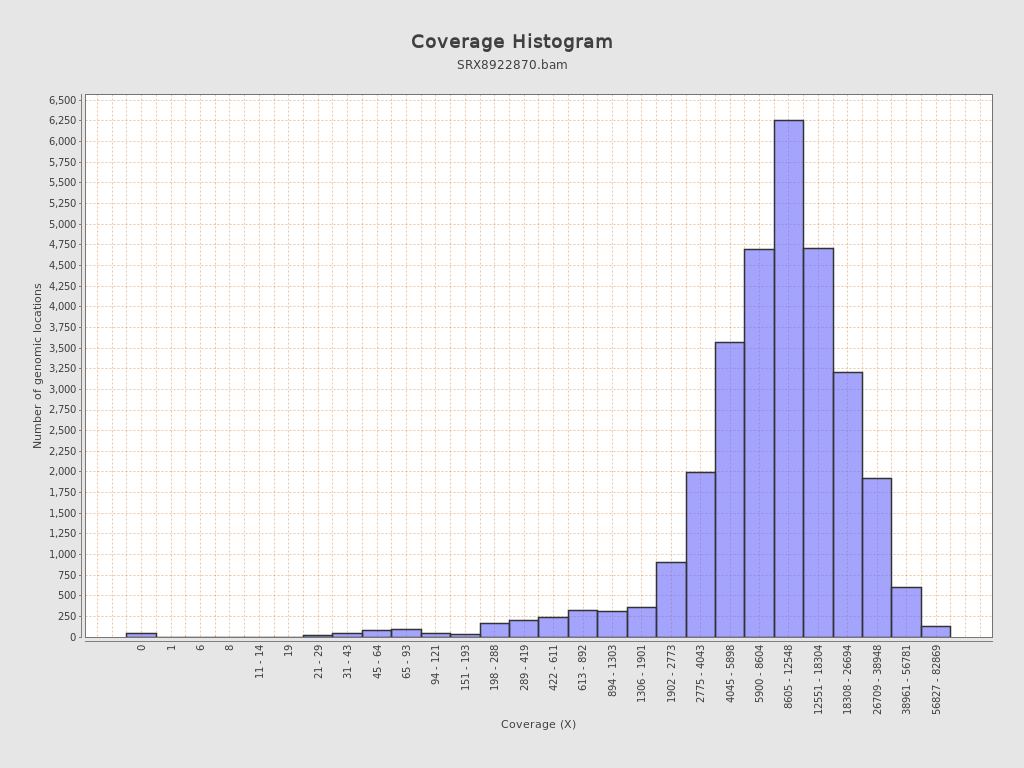 Coverage Histogram
SRX8922870.bam
Number of genomic locations
6,500
6,250
6,000
5,750
5,500
5,250
5,000
4,750
4,500
4,250
4,000
3,750
3,500
3,250
3,000
2,750
2,500
2,250
2,000
1,750
1,500
1,250
1,000
750
500
250
0
0
1
6
8
11 - 14
19
21 - 29
31 - 43
45 - 64
65 - 93
94 - 121
151 - 193
198 - 288
289 - 419
422 - 611
613 - 892
894 - 1303
1306 - 1901
1902 - 2773
2775 - 4043
4045 - 5898
5900 - 8604
8605 - 12548
12551 - 18304
18308 - 26694
26709 - 38948
38961 - 56781
56827 - 82869
Coverage (X)